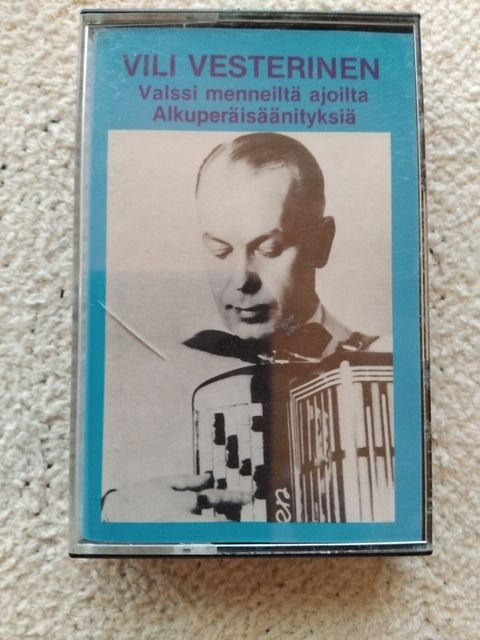 VILI VESTERINEN
Valssi menneiltä ajoilta
Alkuperäisäänityksiä